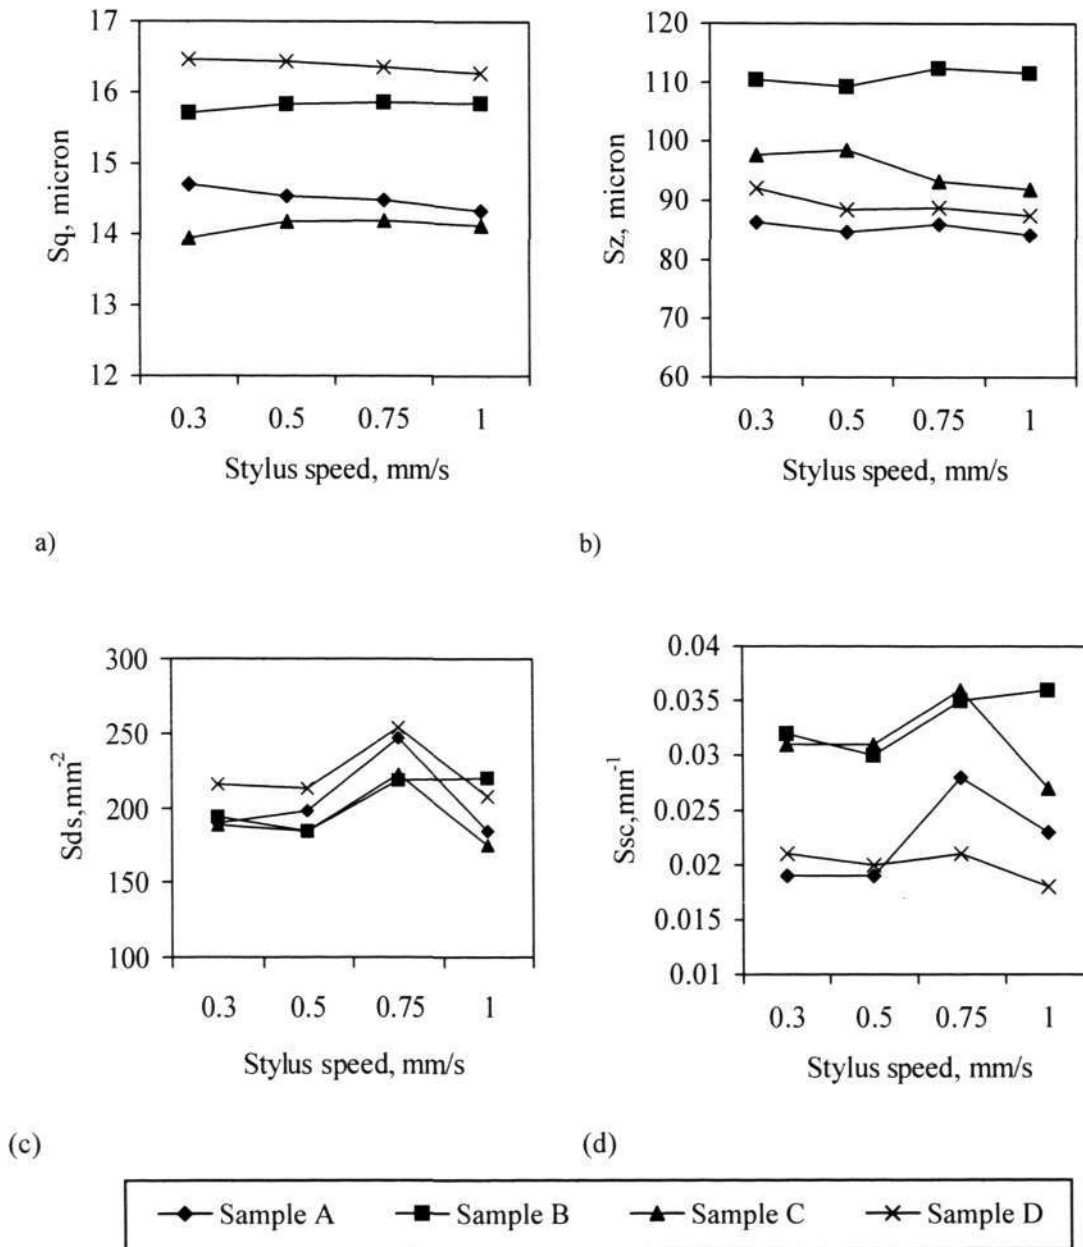 17
16
15
14
13
12
Sq, micron
0.3 0.5 0.75 1
Stylus speed, mm/s
a)
120
110
100
90
80
70
60
Sz, micron
0.3 0.5 0.75 1
Stylus speed, mm/s
b)
300
250
200
150
100
Sds,mm⁻²
0.3 0.5 0.75 1
Stylus speed, mm/s
(c)
0.04
0.035
0.03
0.025
0.02
0.015
0.01
Ssc,mm⁻¹
0.3 0.5 0.75 1
Stylus speed, mm/s
(d)
Sample A Sample B Sample C Sample D